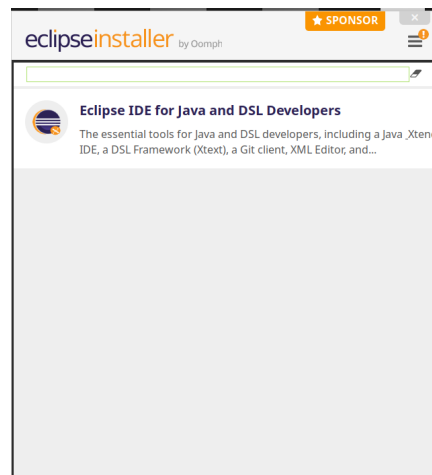 SPONSOR
eclipseinstaller by Oomph
Eclipse IDE for Java and DSL Developers
The essential tools for Java and DSL developers, including a Java
IDE, a DSL Framework (Xtext), a Git client, XML Editor, and...